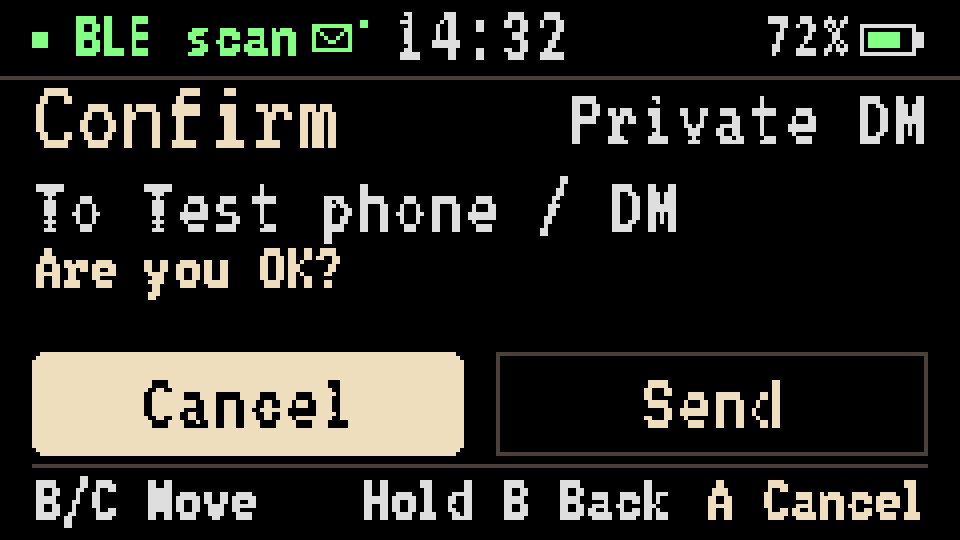 BLE scan 14:32 72%
Confirm Private DM
To Test phone / DM
Are you OK?
Cancel Send
B/C Move Hold B Back A Cancel